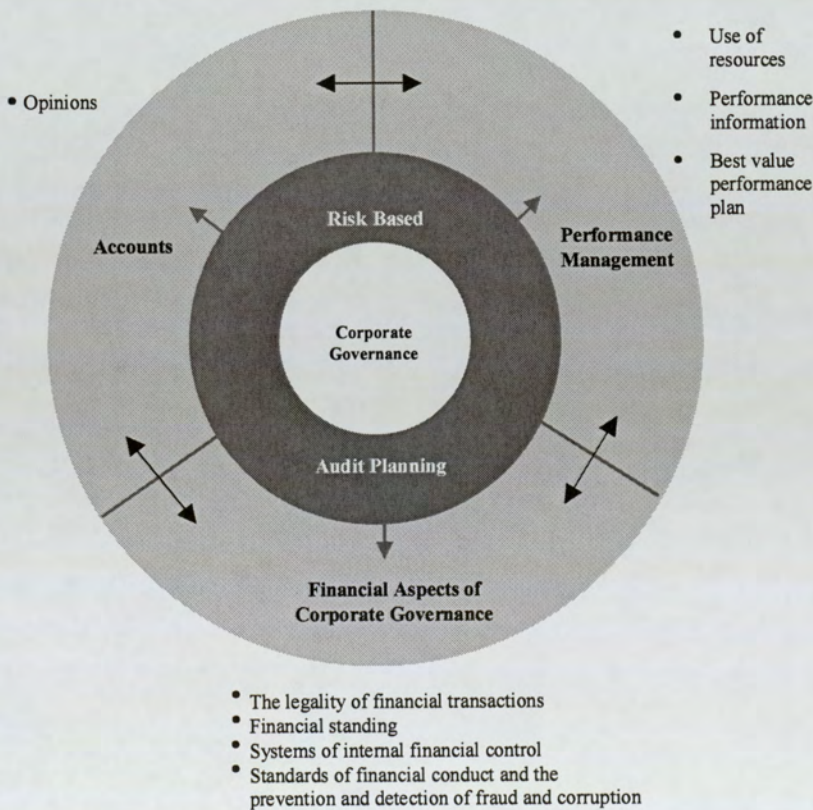 • Opinions
• Use of
resources
• Performance
information
• Best value
performance
plan
Risk Based
Accounts
Performance
Management
Corporate
Governance
Audit Planning
Financial Aspects of
Corporate Governance
• The legality of financial transactions
• Financial standing
• Systems of internal financial control
• Standards of financial conduct and the
prevention and detection of fraud and corruption